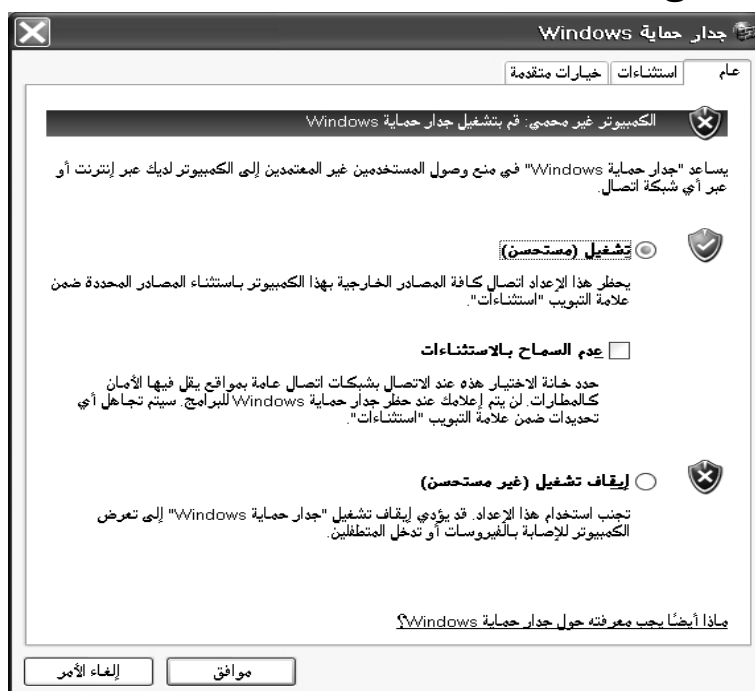 جدار حماية Windows
عام
استثناءات
خيارات متقدمة
الكمبيوتر غير محمي: قم بتشغيل جدار حماية Windows
يساعد "جدار حماية Windows" في منع وصول المستخدمين غير المعتمدين إلى الكمبيوتر لديك عبر إنترنت أو
عبر أي شبكة اتصال.
تشغيل (مستحسن)
يحظر هذا الإعداد اتصال كافة المصادر الخارجية بهذا الكمبيوتر باستثناء المصادر المحددة ضمن
علامة التبويب "استثناءات".
عدم السماح بالاستثناءات
حدد خانة الاختيار هذه عند الاتصال بشبكات اتصال عامة بمواقع يقل فيها الأمان
كالمطارات. لن يتم إعلامك عند حظر جدار حماية Windows للبرامج. سيتم تجاهل أي
تحديدات ضمن علامة التبويب "استثناءات".
إيقاف تشغيل (غير مستحسن)
تجنب استخدام هذا الإعداد. قد يؤدي إيقاف تشغيل "جدار حماية Windows" إلى تعرض
الكمبيوتر للإصابة بالفيروسات أو تدخل المتطفلين.
ماذا أيضًا يجب معرفته حول جدار حماية Windows؟
موافق
إلغاء الأمر